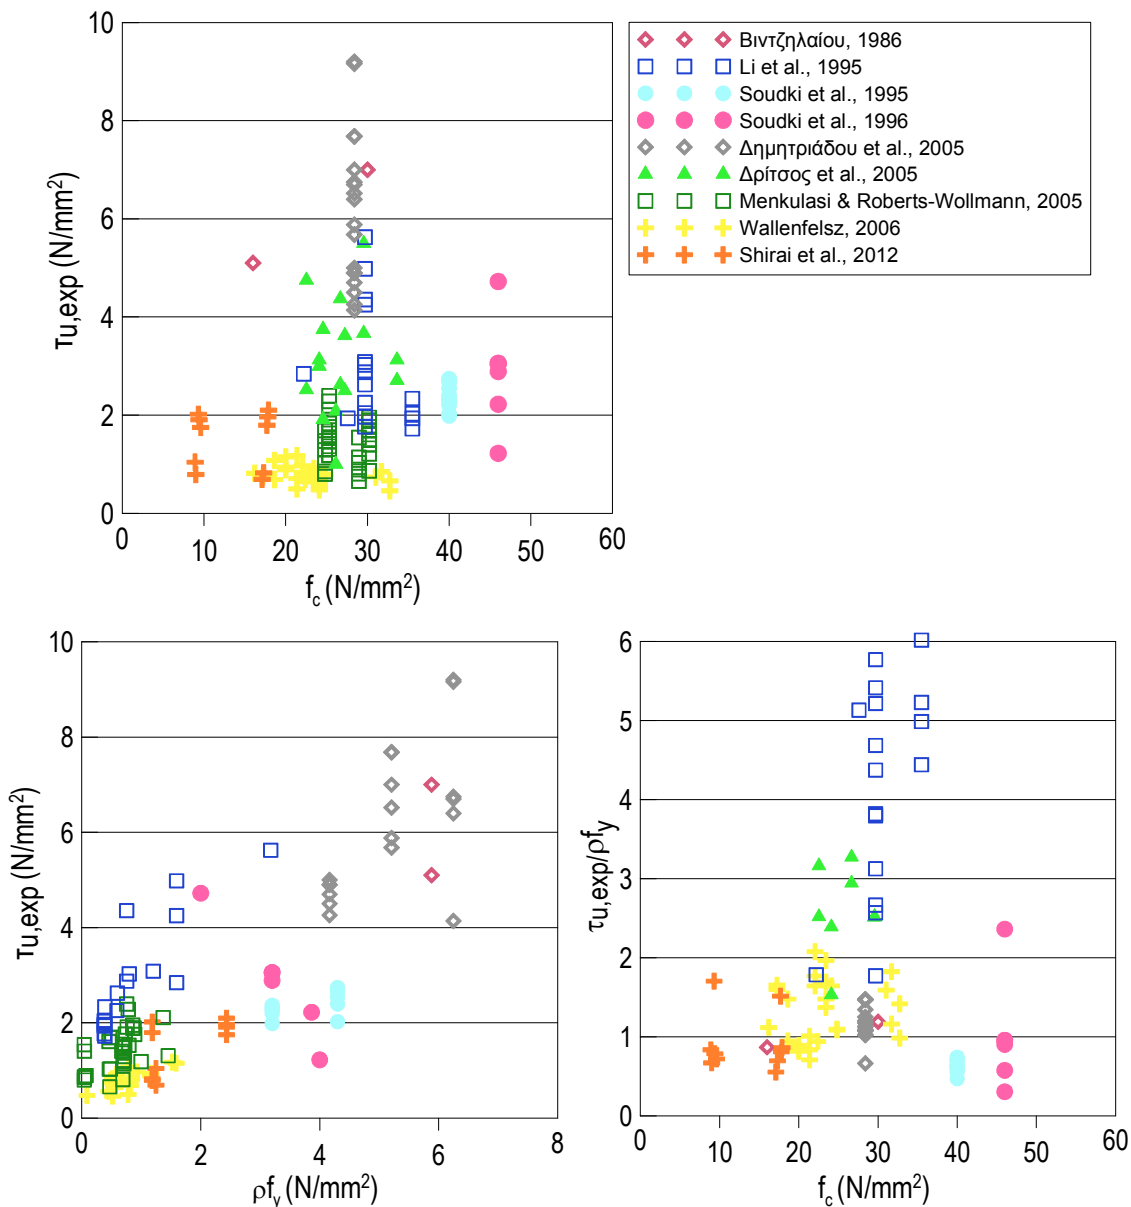 10
8
6
4
2
0
τu,exp (N/mm²)
0 10 20 30 40 50 60
fc (N/mm²)
Βιντζηλαίου, 1986
Li et al., 1995
Soudki et al., 1995
Soudki et al., 1996
Δημητριάδου et al., 2005
Δρίτσος et al., 2005
Menkulasi & Roberts-Wollmann, 2005
Wallenfelsz, 2006
Shirai et al., 2012
10
8
6
4
2
0
τu,exp (N/mm²)
0 2 4 6 8
ρfy (N/mm²)
6
5
4
3
2
1
0
τu,exp/ρfy
0 10 20 30 40 50 60
fc (N/mm²)